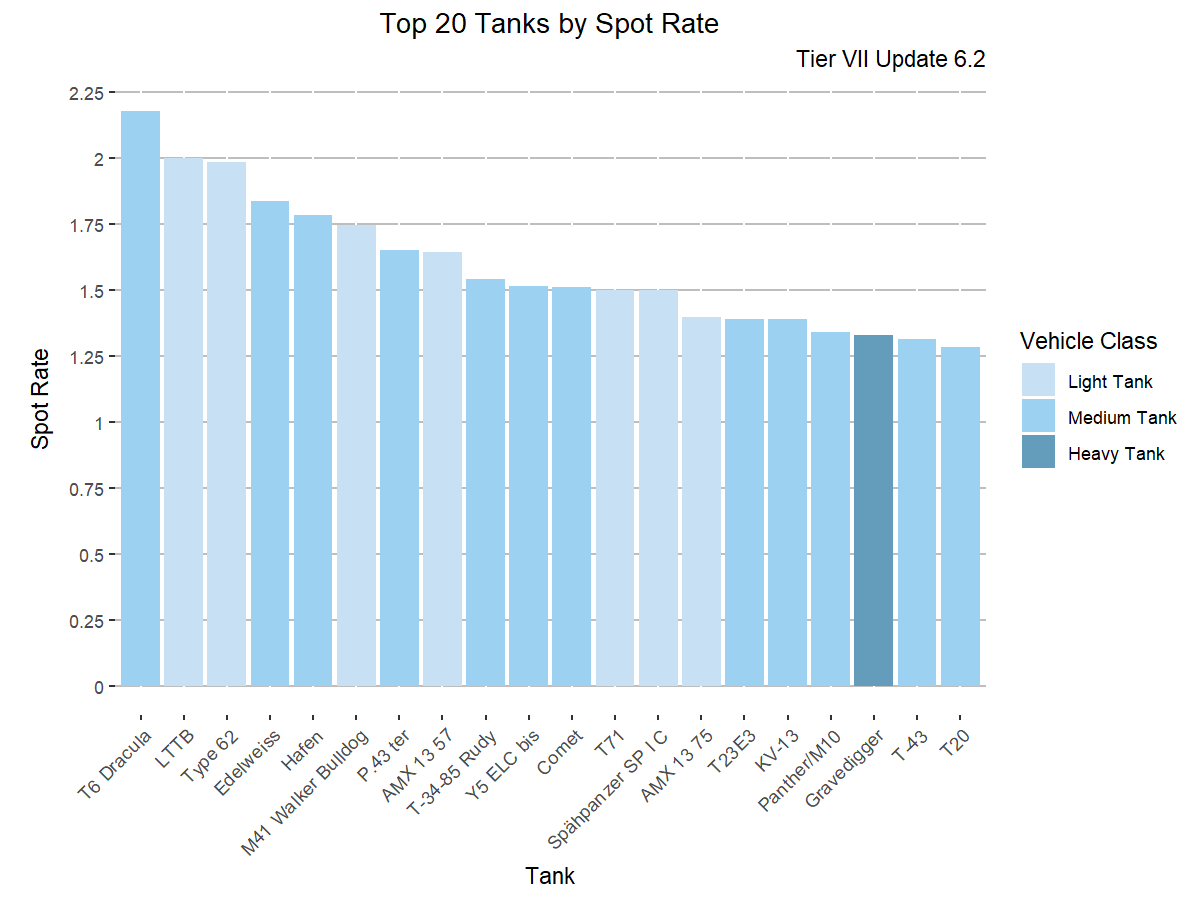 Top 20 Tanks by Spot Rate
Tier VII Update 6.2
2.25
2
1.75
1.5
1.25
1
0.75
0.5
0.25
0
Spot Rate
T6 Dracula
LTTB
Type 62
Edelweiss
Hafen
M41 Walker Bulldog
P.43 ter
AMX 13 57
T-34-85 Rudy
Y5 ELC bis
Comet
T71
Spähpanzer SP I C
AMX 13 75
T23E3
KV-13
Panther/M10
Gravedigger
T-43
T20
Tank
Vehicle Class
Light Tank
Medium Tank
Heavy Tank